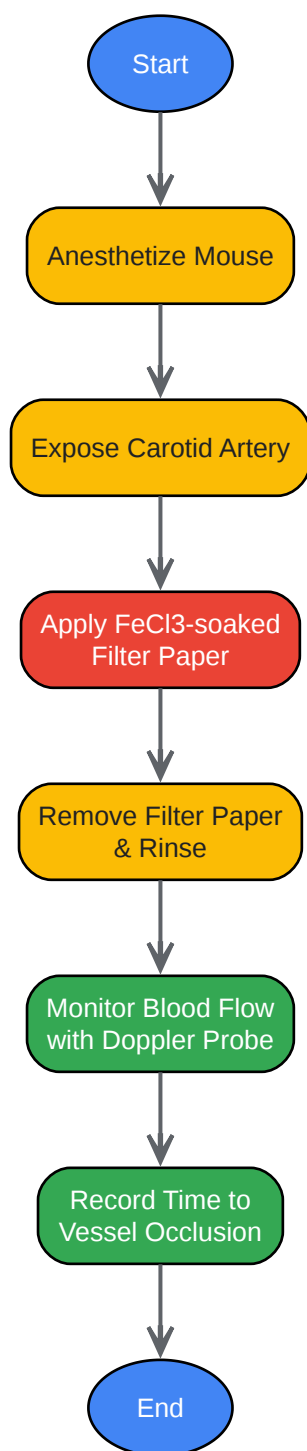 Start
Anesthetize Mouse
Expose Carotid Artery
Apply FeCl3-soaked
Filter Paper
Remove Filter Paper
& Rinse
Monitor Blood Flow
with Doppler Probe
Record Time to
Vessel Occlusion
End